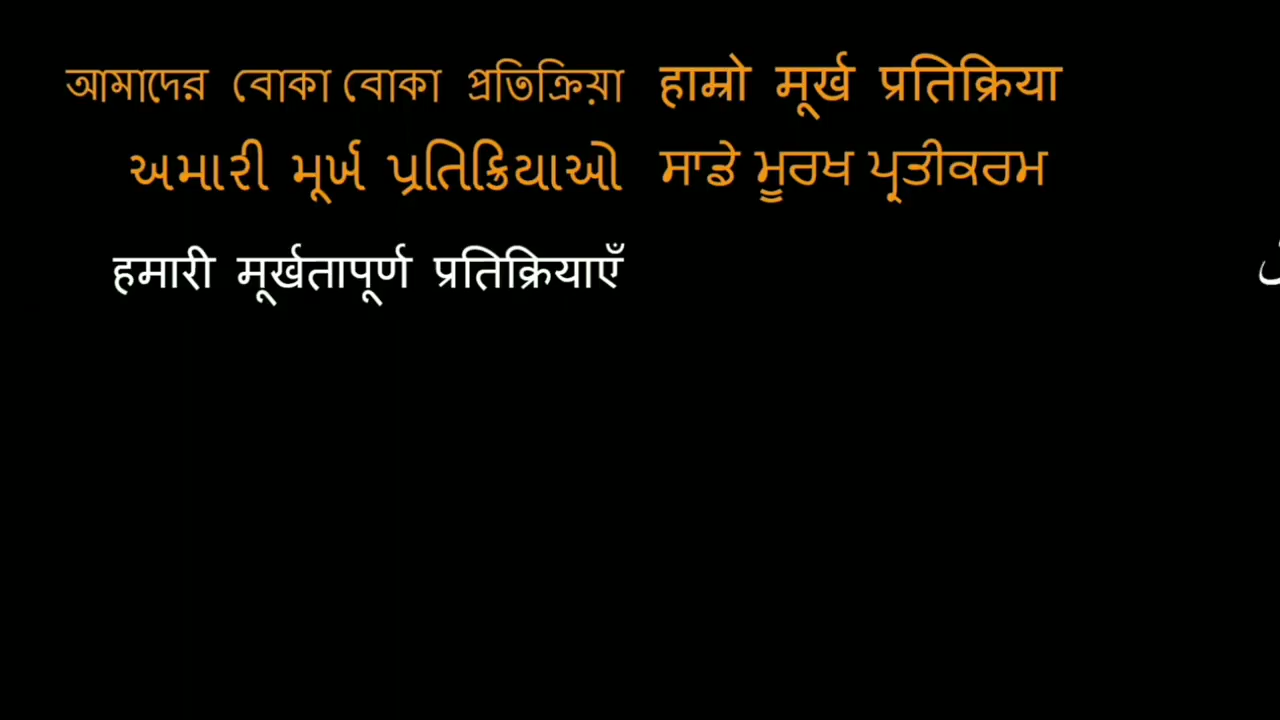 আমাদের বোকা বোকা প্রতিক্রিয়া हाम्रो मूर्ख प्रतिक्रिया
અમારી મૂર્ખ પ્રતિક્રિયાઓ ਸਾਡੇ ਮੂਰਖ ਪ੍ਰਤੀਕਰਮ
हमारी मूर्खतापूर्ण प्रतिक्रियाएँ